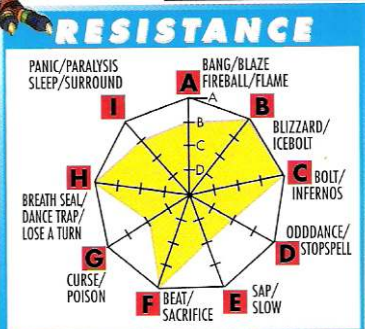 RESISTANCE
PANIC/PARALYSIS
SLEEP/SURROUND
I
A
BANG/BLAZE
FIREBALL/FLAME
A
B
C
D
B
BLIZZARD/
ICEBOLT
C
BOLT/
INFERNOS
D
ODDDANCE/
STOPSPELL
E
SAP/
SLOW
F
BEAT/
SACRIFICE
G
CURSE/
POISON
H
BREATH SEAL/
DANCE TRAP/
LOSE A TURN